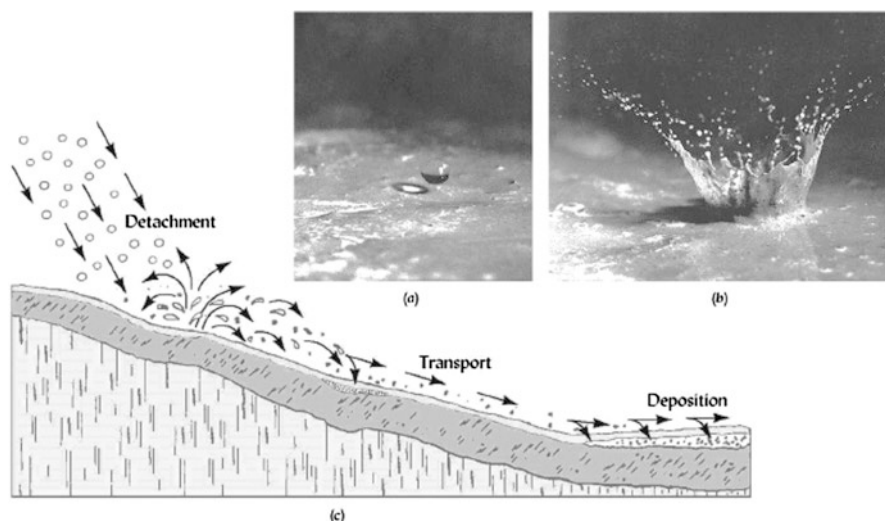 (a)
(b)
Detachment
Transport
Deposition
(c)